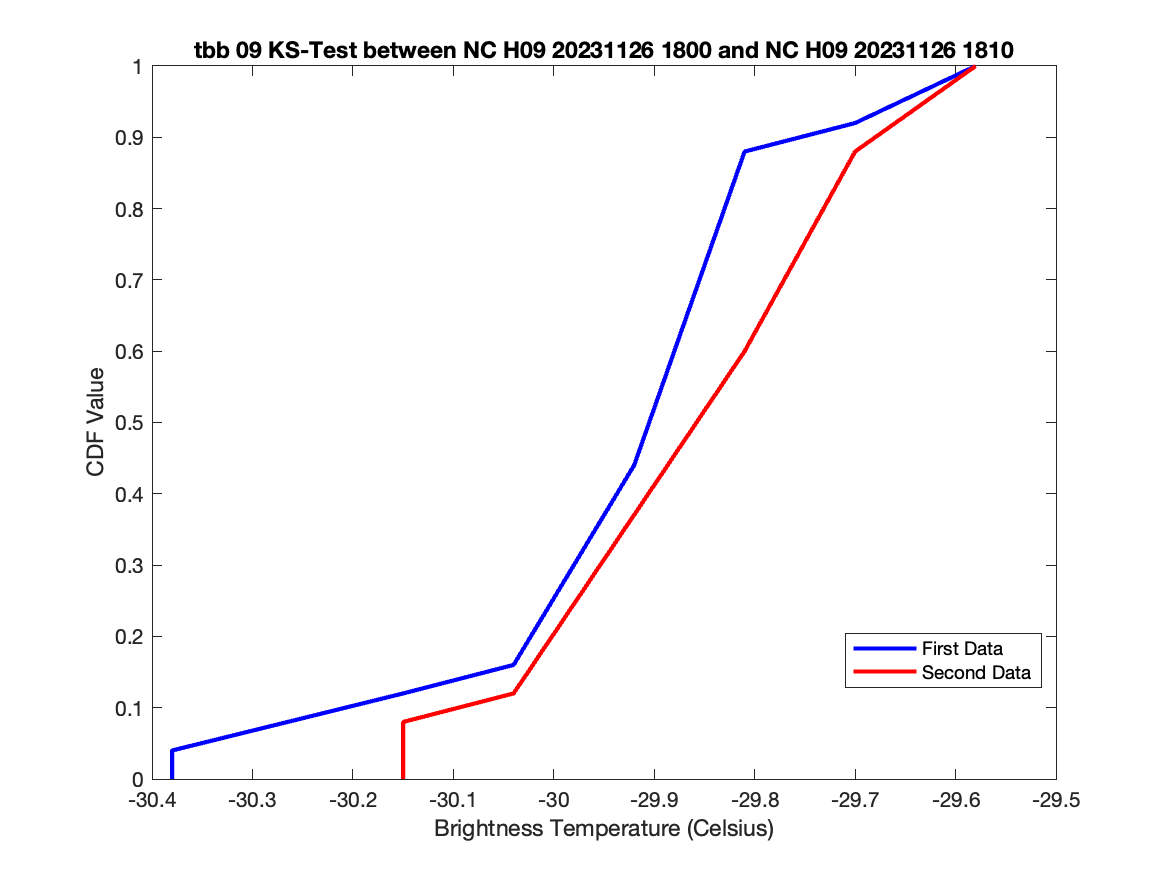 tbb 09 KS-Test between NC H09 20231126 1800 and NC H09 20231126 1810
1
0.9
0.8
0.7
0.6
0.5
0.4
0.3
0.2
0.1
0
CDF Value
First Data
Second Data
-30.4 -30.3 -30.2 -30.1 -30 -29.9 -29.8 -29.7 -29.6 -29.5
Brightness Temperature (Celsius)